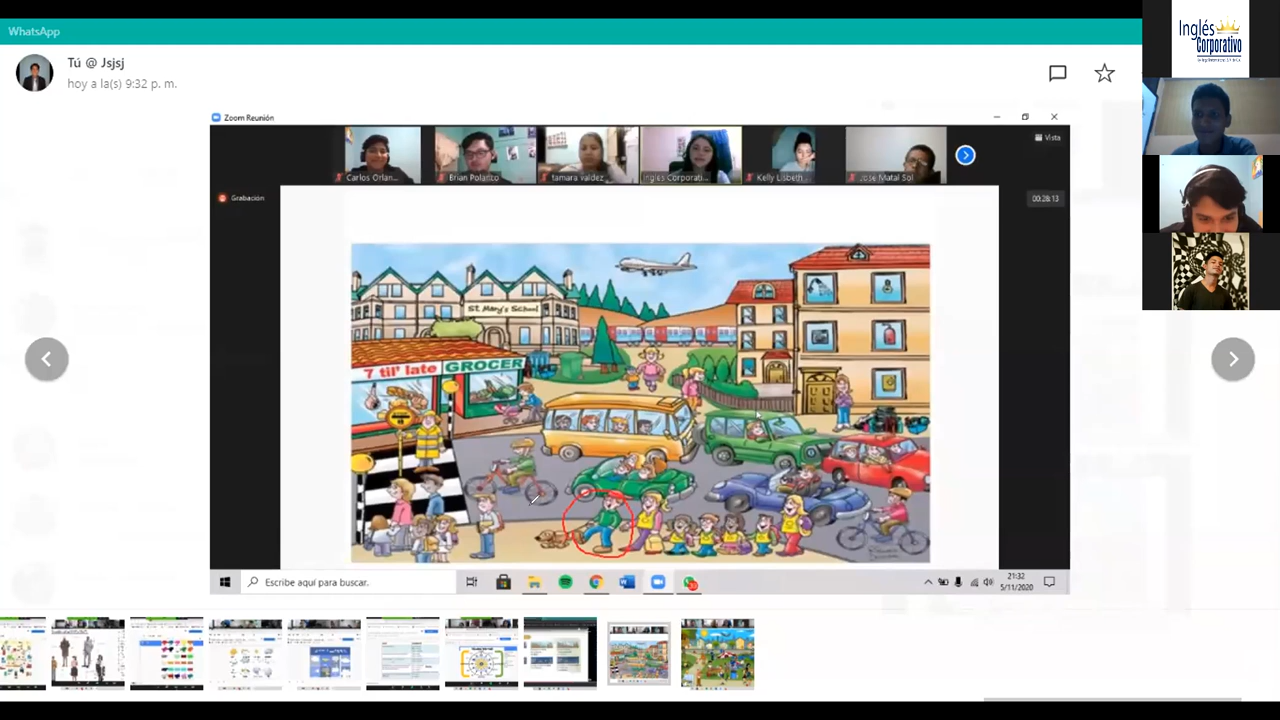 WhatsApp
Tú @ Jsjsj
hoy a la(s) 9:32 p. m.
Inglés
Corporativo
Zoom Reunión
Vista
Carlos Orlan...
Brian Polanco
tamara valdez
Inglés Corporati...
Kelly Lisbeth ...
Jose Matal Sol
Grabación
00:28:13
St Mary's School
7 til' late GROCER
Escribe aquí para buscar.
21:32
5/11/2020